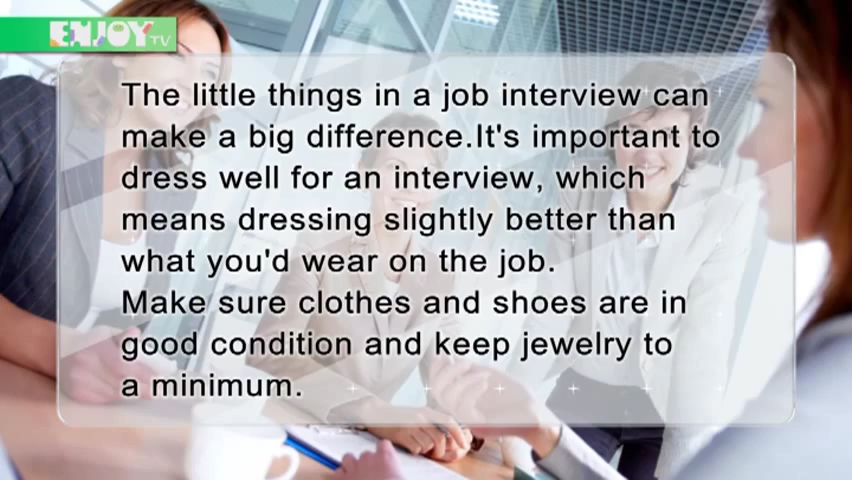 ENJOY TV
The little things in a job interview can
make a big difference.It's important to
dress well for an interview, which
means dressing slightly better than
what you'd wear on the job.
Make sure clothes and shoes are in
good condition and keep jewelry to
a minimum.